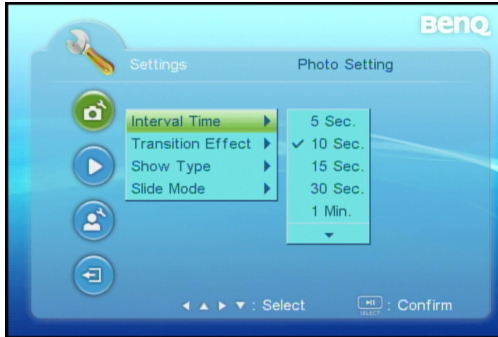 BenQ
Settings
Photo Setting
Interval Time
Transition Effect
Show Type
Slide Mode
5 Sec.
10 Sec.
15 Sec.
30 Sec.
1 Min.
: Select
SELECT
: Confirm